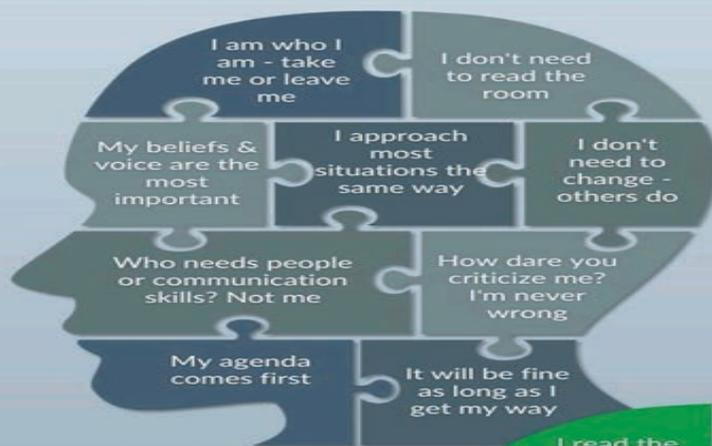 I am who I
am - take
me or leave
me
I don't need
to read the
room
My beliefs &
voice are the
most
important
I approach
most
situations the
same way
I don't
need to
change -
others do
Who needs people
or communication
skills? Not me
How dare you
criticize me?
I'm never
wrong
My agenda
comes first
It will be fine
as long as I
get my way
I read the